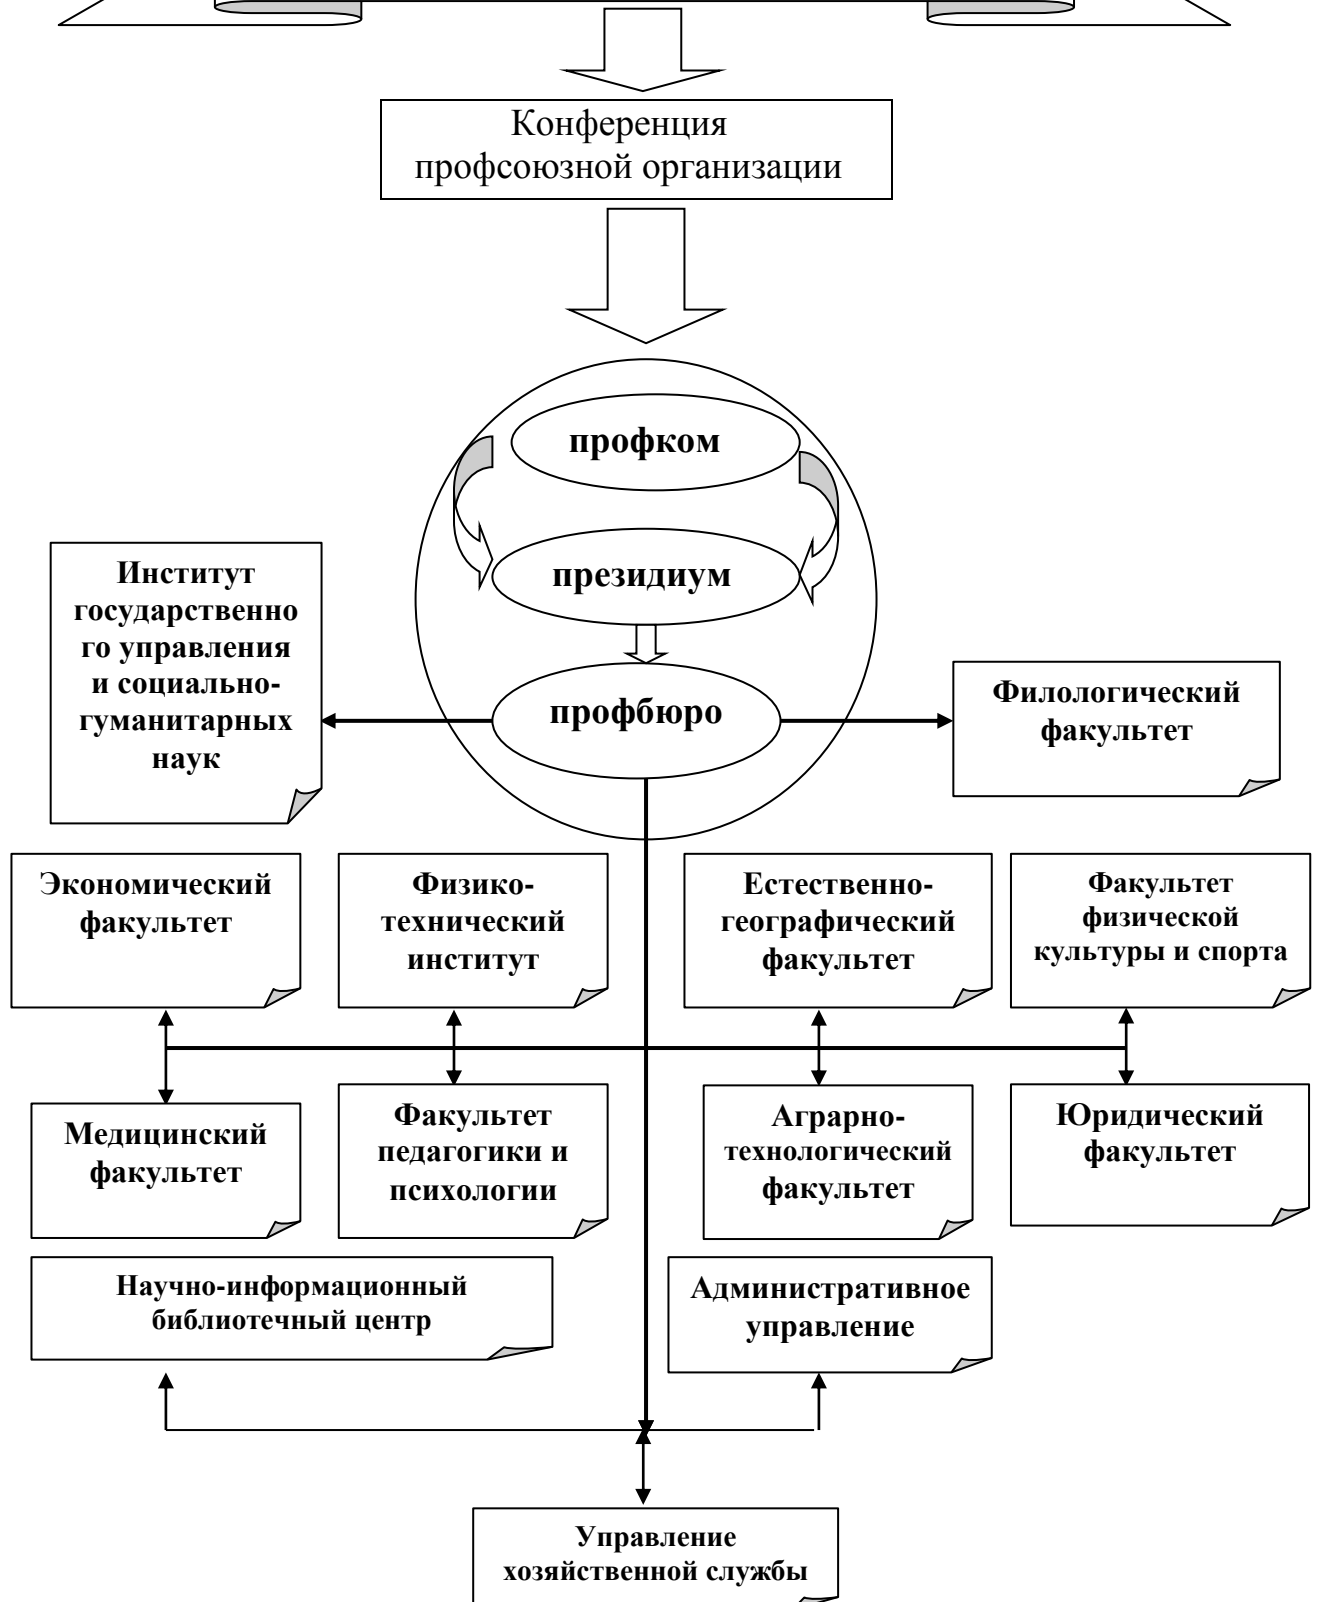 Конференция
профсоюзной организации
профком
президиум
профбюро
Институт
государственно
го управления
и социально-
гуманитарных
наук
Филологический
факультет
Экономический
факультет
Физико-
технический
институт
Естественно-
географический
факультет
Факультет
физической
культуры и спорта
Медицинский
факультет
Факультет
педагогики и
психологии
Аграрно-
технологический
факультет
Юридический
факультет
Научно-информационный
библиотечный центр
Административное
управление
Управление
хозяйственной службы